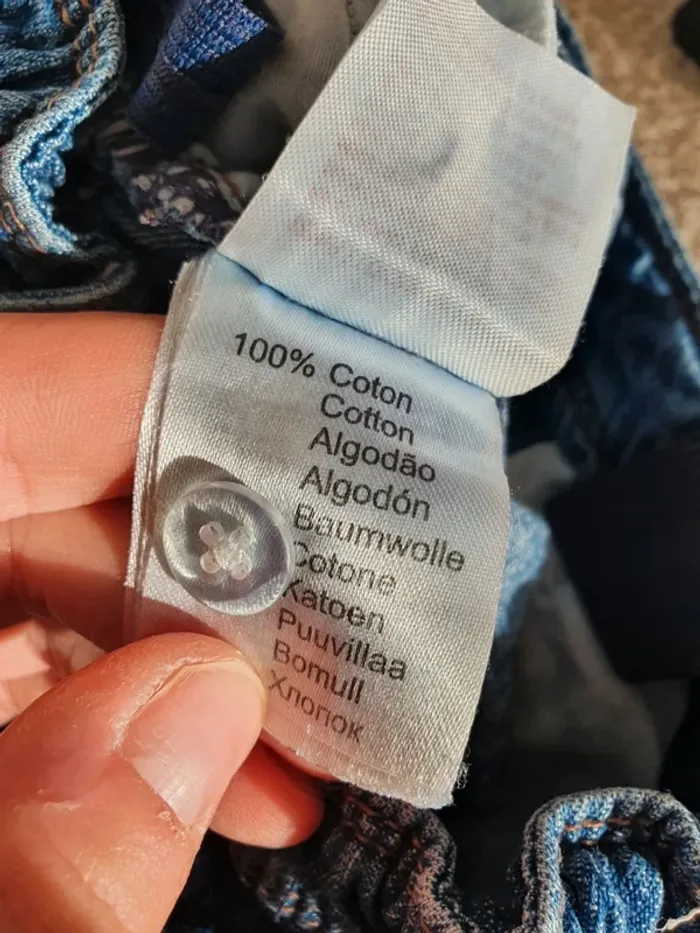 100% Coton
Cotton
Algodão
Algodón
Baumwolle
Cotone
Katoen
Puuvillaa
Bomull
Хлопок